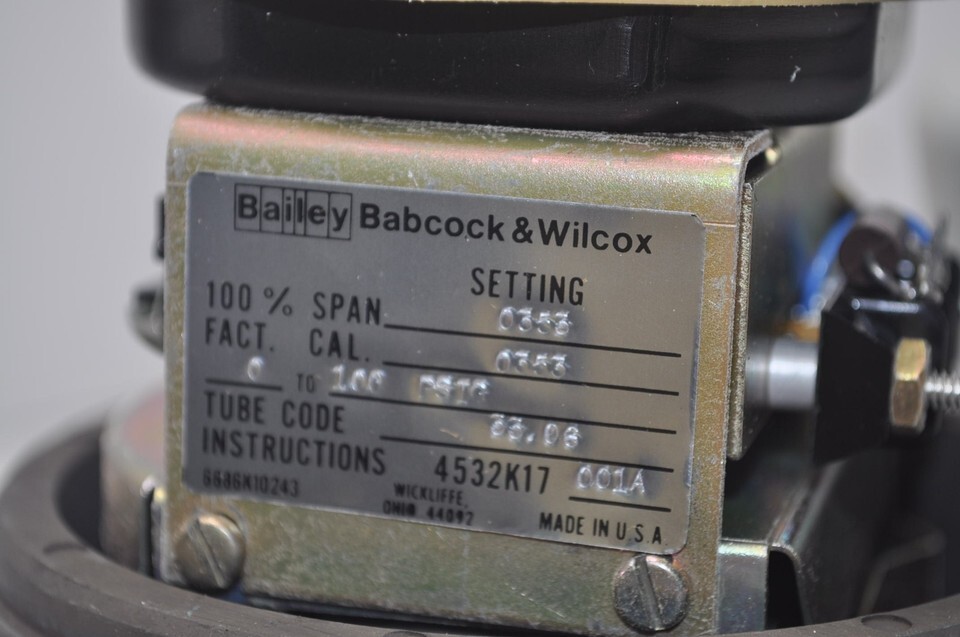 Bailey Babcock & Wilcox
SETTING
100 % SPAN 0353
FACT. CAL. 0353
0 TO 100 PSIG
TUBE CODE 33.06
INSTRUCTIONS 4532K17 001A
6686K10243
WICKLIFFE,
OHIO 44092
MADE IN U.S.A